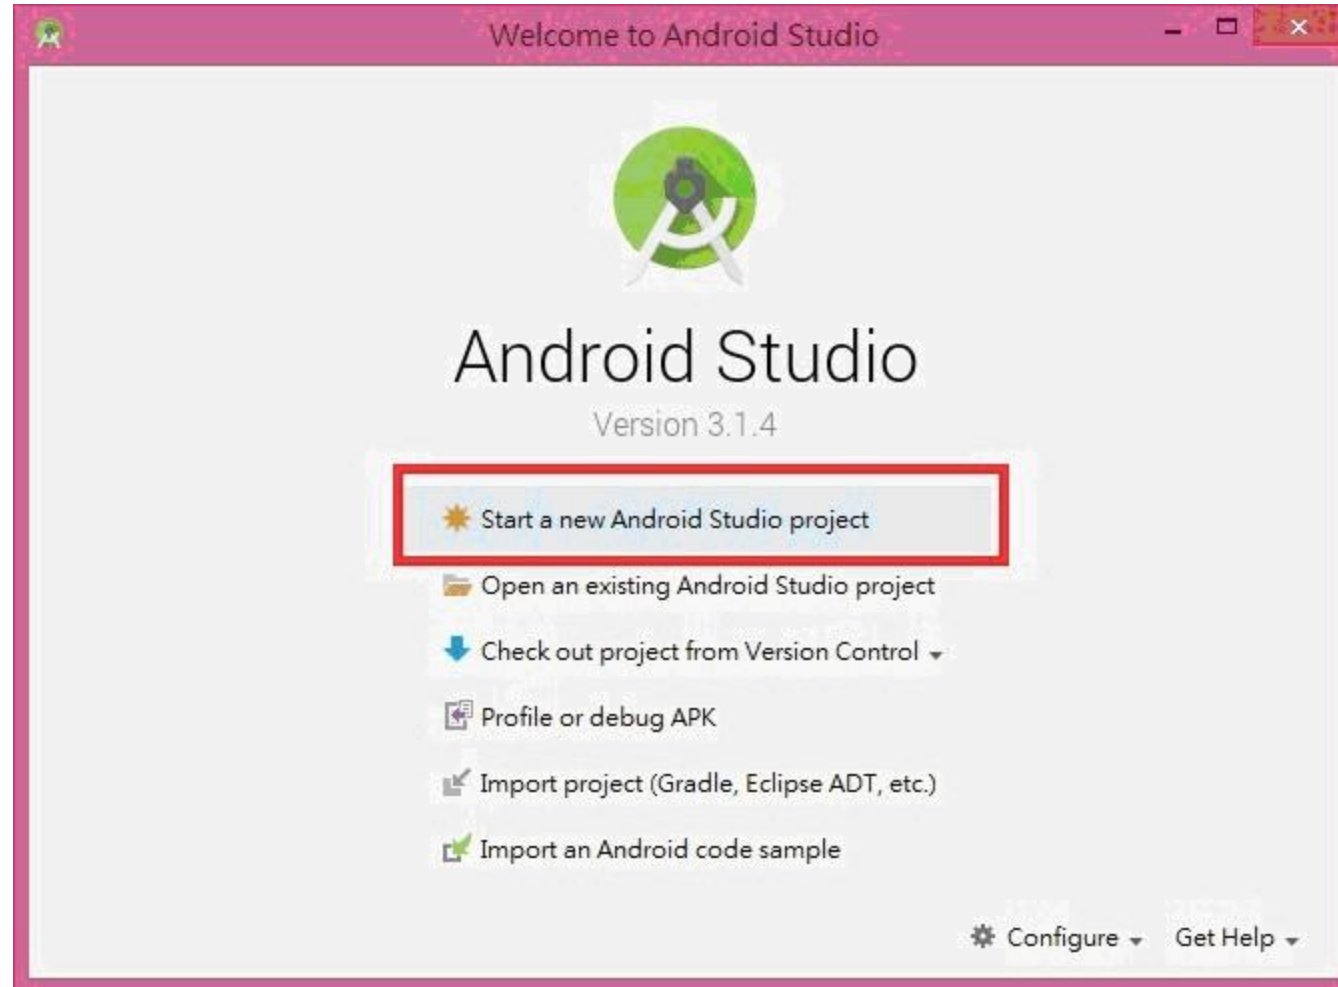 Welcome to Android Studio
Android Studio
Version 3.1.4
Start a new Android Studio project
Open an existing Android Studio project
Check out project from Version Control
Profile or debug APK
Import project (Gradle, Eclipse ADT, etc.)
Import an Android code sample
Configure Get Help